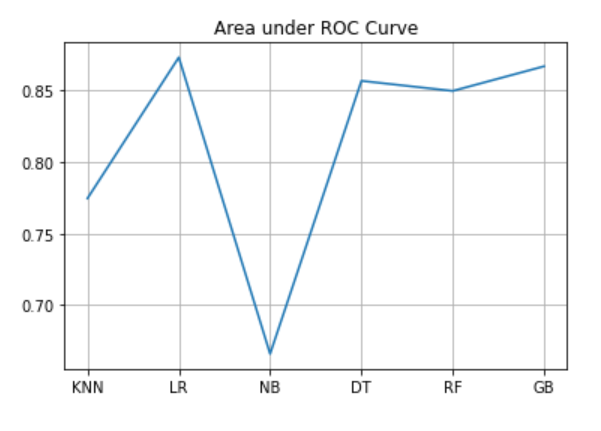 Area under ROC Curve
0.85
0.80
0.75
0.70
KNN LR NB DT RF GB